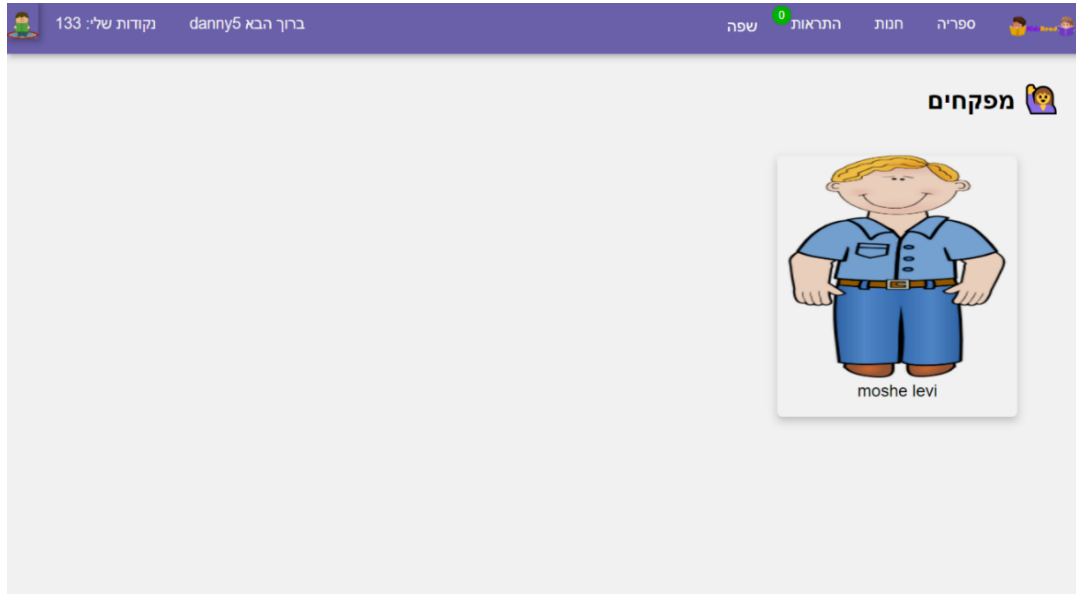 ספריה
חנות
התראות
0
שפה
ברוך הבא danny5
נקודות שלי: 133
מפקחים
moshe levi